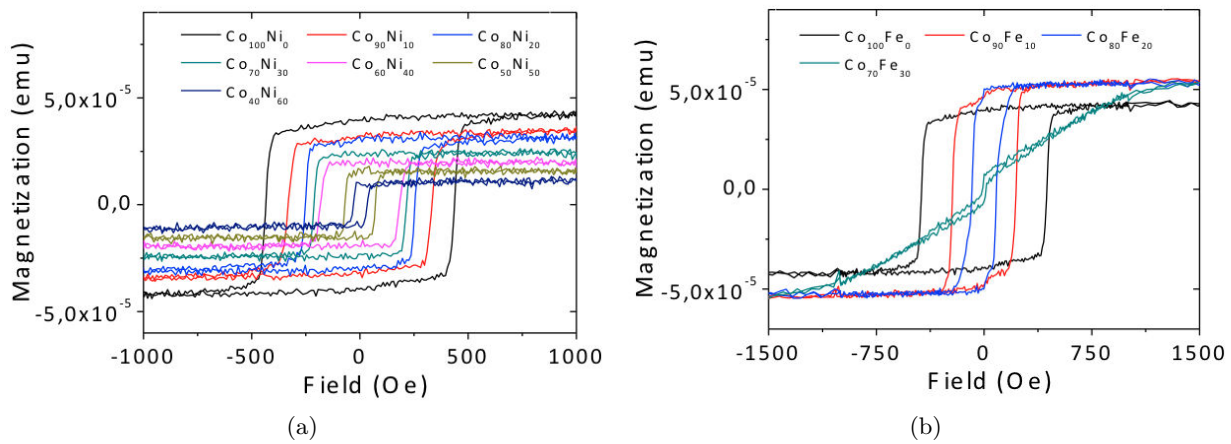 Co₁₀₀Ni₀ Co₉₀Ni₁₀ Co₈₀Ni₂₀
Co₇₀Ni₃₀ Co₆₀Ni₄₀ Co₅₀Ni₅₀
Co₄₀Ni₆₀
Magnetization (emu)
5,0x10⁻⁵
0,0
-5,0x10⁻⁵
-1000 -500 0 500 1000
Field (Oe)
(a)
Co₁₀₀Fe₀ Co₉₀Fe₁₀ Co₈₀Fe₂₀
Co₇₀Fe₃₀
Magnetization (emu)
5,0x10⁻⁵
0,0
-5,0x10⁻⁵
-1500 -750 0 750 1500
Field (Oe)
(b)